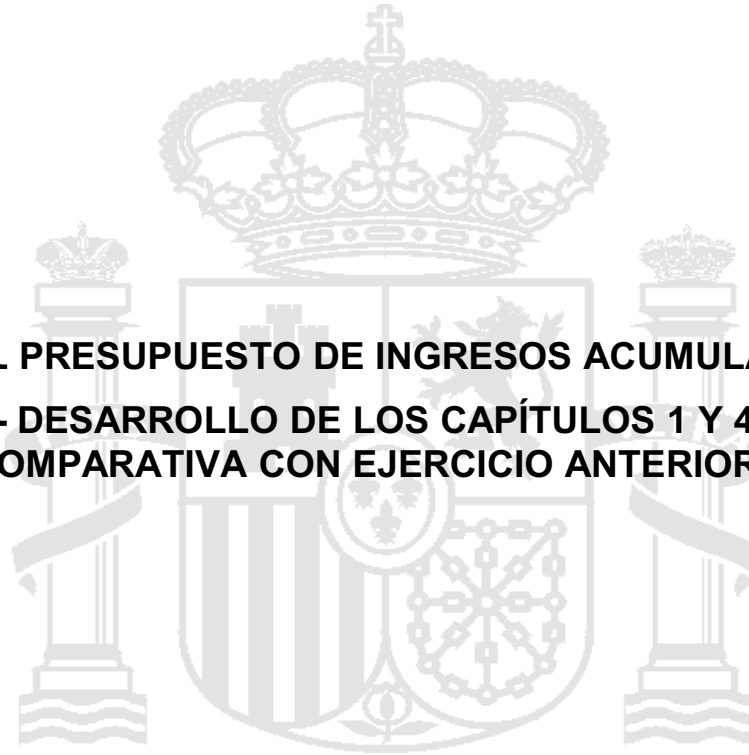 L PRESUPUESTO DE INGRESOS ACUMULA
- DESARROLLO DE LOS CAPÍTULOS 1 Y 4
OMPARATIVA CON EJERCICIO ANTERIOR